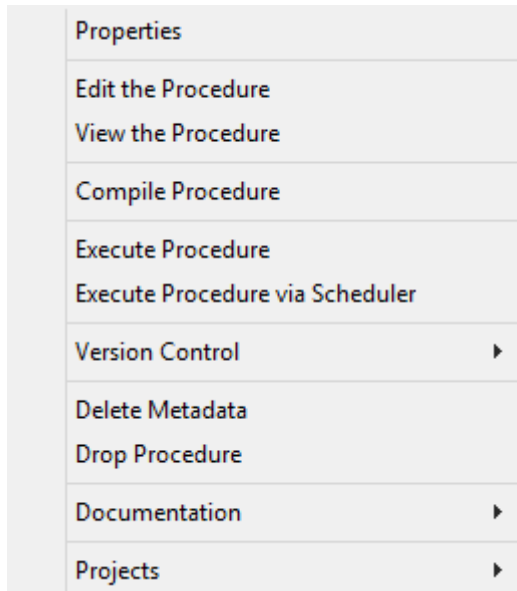 Properties
Edit the Procedure
View the Procedure
Compile Procedure
Execute Procedure
Execute Procedure via Scheduler
Version Control
Delete Metadata
Drop Procedure
Documentation
Projects